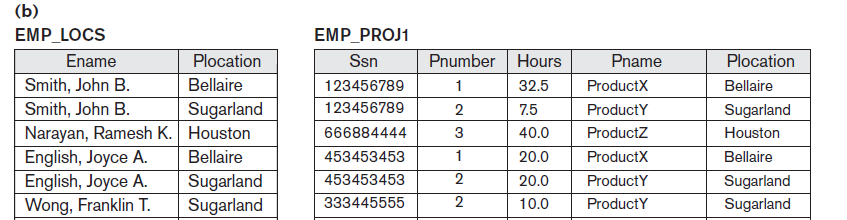 (b)
EMP_LOCS
Ename Plocation
Smith, John B. Bellaire
Smith, John B. Sugarland
Narayan, Ramesh K. Houston
English, Joyce A. Bellaire
English, Joyce A. Sugarland
Wong, Franklin T. Sugarland
EMP_PROJ1
Ssn Pnumber Hours Pname Plocation
123456789 1 32.5 ProductX Bellaire
123456789 2 7.5 ProductY Sugarland
666884444 3 40.0 ProductZ Houston
453453453 1 20.0 ProductX Bellaire
453453453 2 20.0 ProductY Sugarland
333445555 2 10.0 ProductY Sugarland